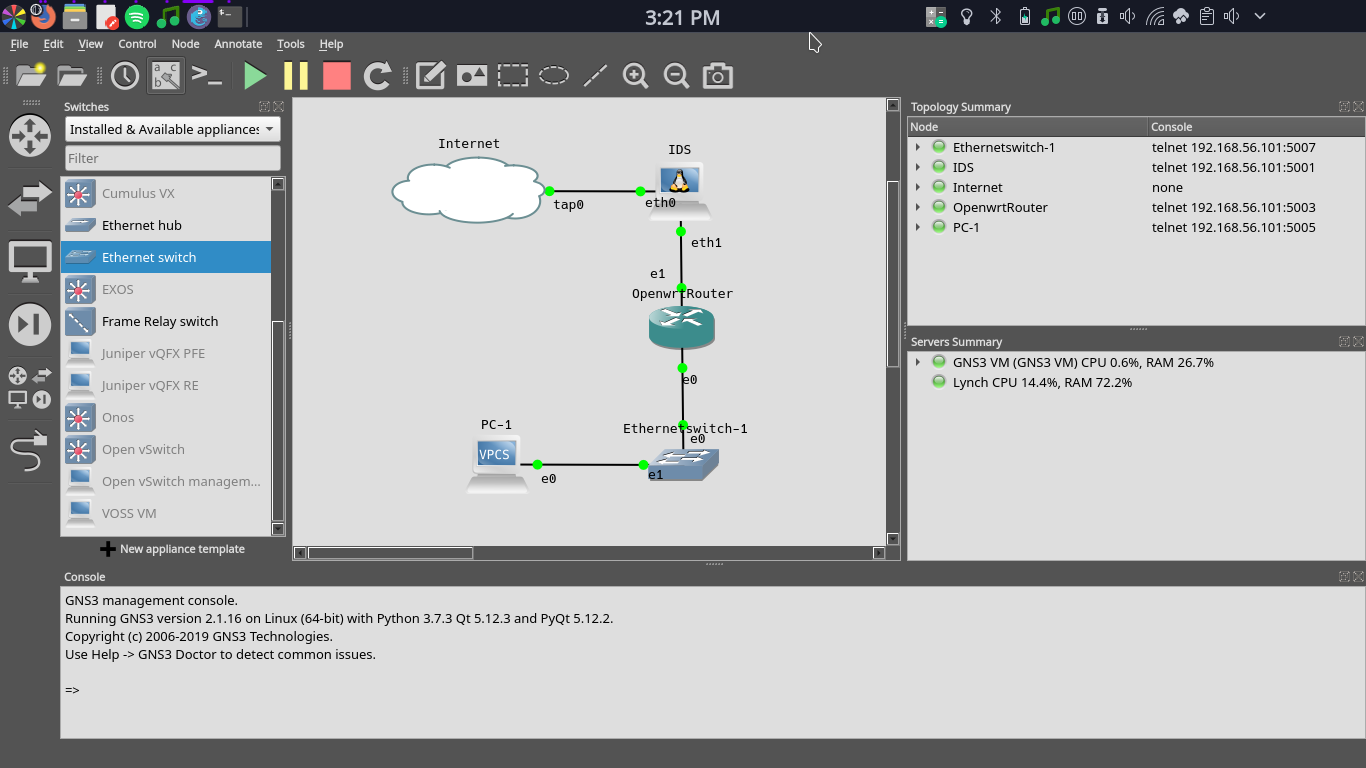 3:21 PM
File Edit View Control Node Annotate Tools Help
Switches
Installed & Available appliances
Filter
Cumulus VX
Ethernet hub
Ethernet switch
EXOS
Frame Relay switch
Juniper vQFX PFE
Juniper vQFX RE
Onos
Open vSwitch
Open vSwitch managem...
VOSS VM
New appliance template
Internet
IDS
tap0
eth0
eth1
e1
OpenwrtRouter
e0
Ethernetswitch-1
e0
PC-1
VPCS
e0
e1
Topology Summary
Node Console
Ethernetswitch-1 telnet 192.168.56.101:5007
IDS telnet 192.168.56.101:5001
Internet none
OpenwrtRouter telnet 192.168.56.101:5003
PC-1 telnet 192.168.56.101:5005
Servers Summary
GNS3 VM (GNS3 VM) CPU 0.6%, RAM 26.7%
Lynch CPU 14.4%, RAM 72.2%
Console
GNS3 management console.
Running GNS3 version 2.1.16 on Linux (64-bit) with Python 3.7.3 Qt 5.12.3 and PyQt 5.12.2.
Copyright (c) 2006-2019 GNS3 Technologies.
Use Help -> GNS3 Doctor to detect common issues.
=>